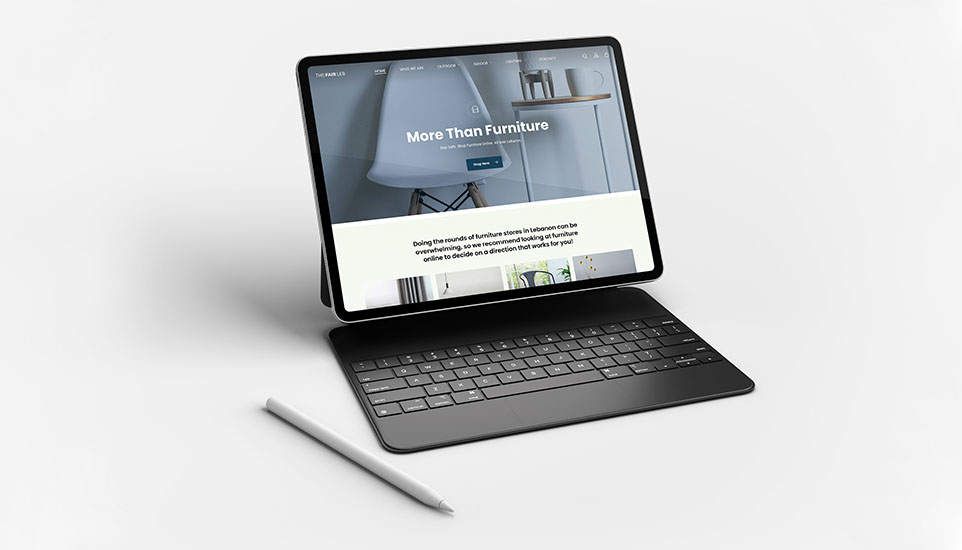 THE FAIR LEB
HOME WHO WE ARE OUTDOOR INDOOR LIGHTING CONTACT
More Than Furniture
Stay Safe. Shop Furniture Online, All over Lebanon.
Shop Now
Doing the rounds of furniture stores in Lebanon can be
overwhelming, so we recommend looking at furniture
online to decide on a direction that works for you!